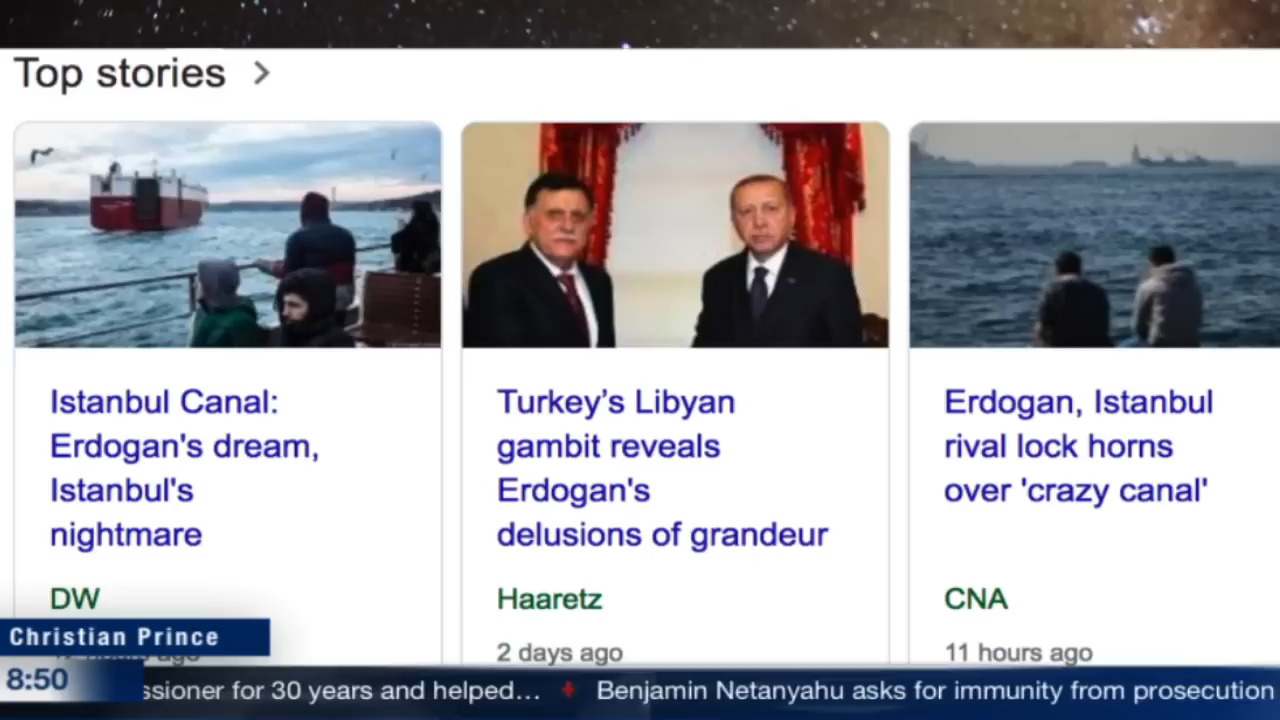 Top stories
Istanbul Canal:
Erdogan's dream,
Istanbul's
nightmare
DW
Turkey’s Libyan
gambit reveals
Erdogan's
delusions of grandeur
Haaretz
2 days ago
Erdogan, Istanbul
rival lock horns
over 'crazy canal'
CNA
11 hours ago
Christian Prince
8:50
ssioner for 30 years and helped... Benjamin Netanyahu asks for immunity from prosecution